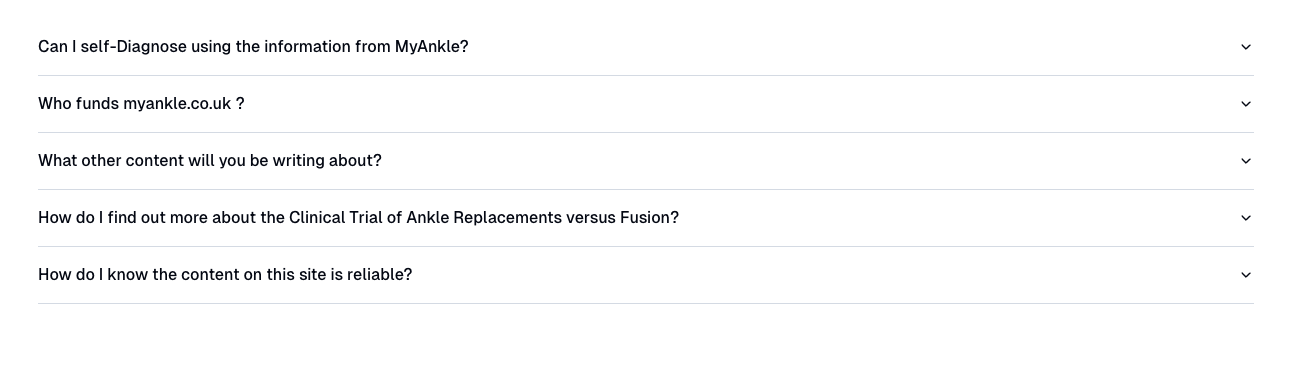 Can I self-Diagnose using the information from MyAnkle?
Who funds myankle.co.uk ?
What other content will you be writing about?
How do I find out more about the Clinical Trial of Ankle Replacements versus Fusion?
How do I know the content on this site is reliable?